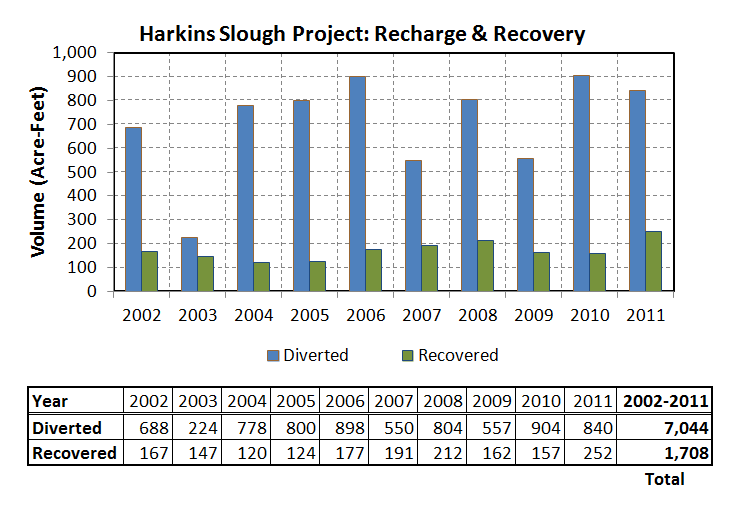 Harkins Slough Project: Recharge & Recovery
Volume (Acre-Feet)
1,000
900
800
700
600
500
400
300
200
100
0
2002 2003 2004 2005 2006 2007 2008 2009 2010 2011
Diverted Recovered
Year 2002 2003 2004 2005 2006 2007 2008 2009 2010 2011 2002-2011
Diverted 688 224 778 800 898 550 804 557 904 840 7,044
Recovered 167 147 120 124 177 191 212 162 157 252 1,708
Total